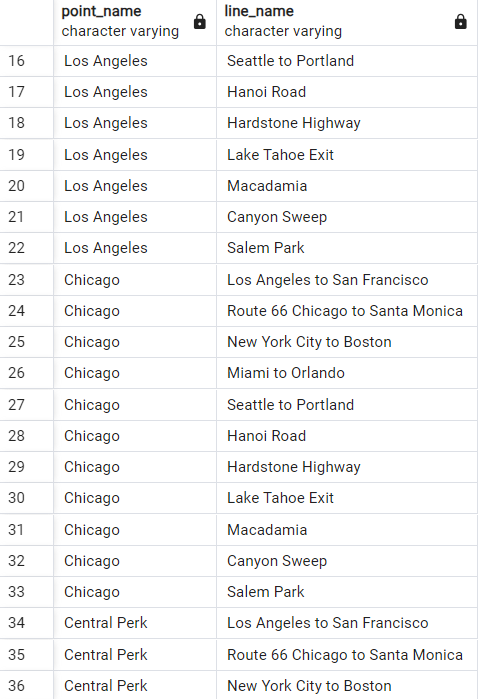 point_name line_name
character varying character varying
16 Los Angeles Seattle to Portland
17 Los Angeles Hanoi Road
18 Los Angeles Hardstone Highway
19 Los Angeles Lake Tahoe Exit
20 Los Angeles Macadamia
21 Los Angeles Canyon Sweep
22 Los Angeles Salem Park
23 Chicago Los Angeles to San Francisco
24 Chicago Route 66 Chicago to Santa Monica
25 Chicago New York City to Boston
26 Chicago Miami to Orlando
27 Chicago Seattle to Portland
28 Chicago Hanoi Road
29 Chicago Hardstone Highway
30 Chicago Lake Tahoe Exit
31 Chicago Macadamia
32 Chicago Canyon Sweep
33 Chicago Salem Park
34 Central Perk Los Angeles to San Francisco
35 Central Perk Route 66 Chicago to Santa Monica
36 Central Perk New York City to Boston